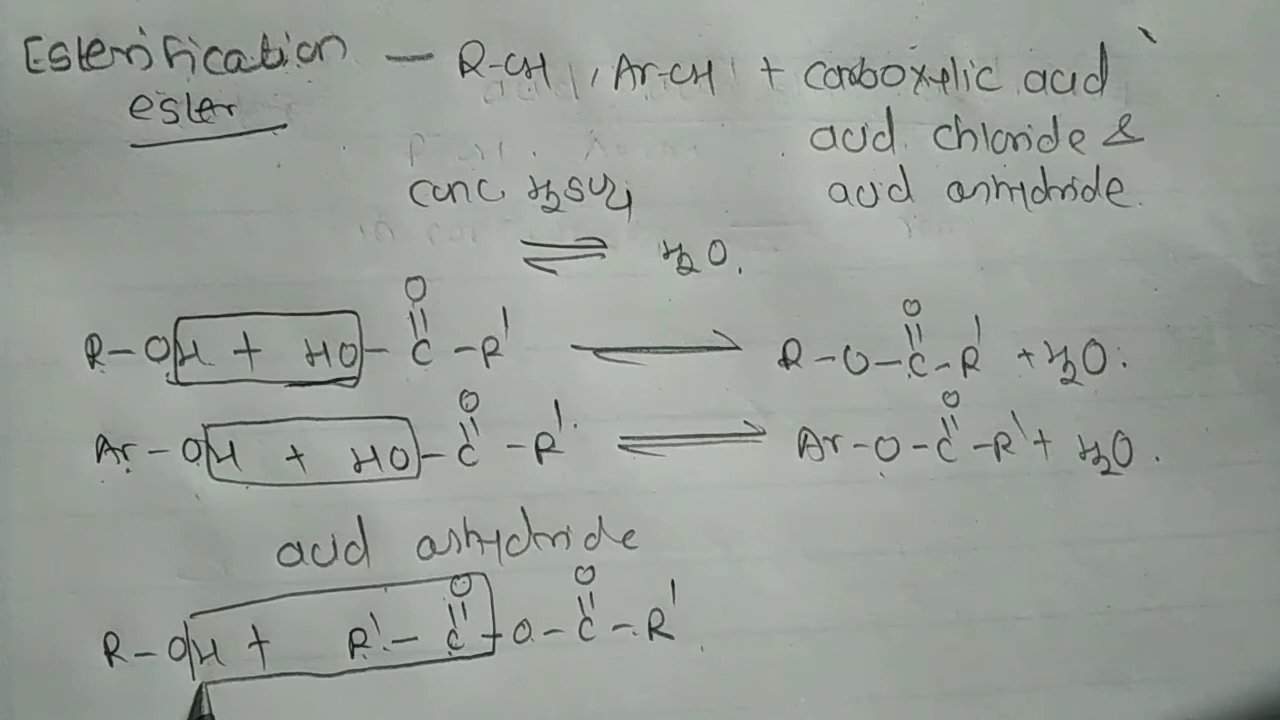 Esterification – R-OH, Ar-OH + carboxylic acid
ester
acid chloride &
acid anhydride.
conc H₂SO₄
⇌ H₂O.
O
R–OH + HO–C–R' ⇌ R–O–C–R' + H₂O.
O
O
Ar–OH + HO–C–R' ⇌ Ar–O–C–R' + H₂O.
O
acid anhydride
O O
R–OH + R'–C–O–C–R'